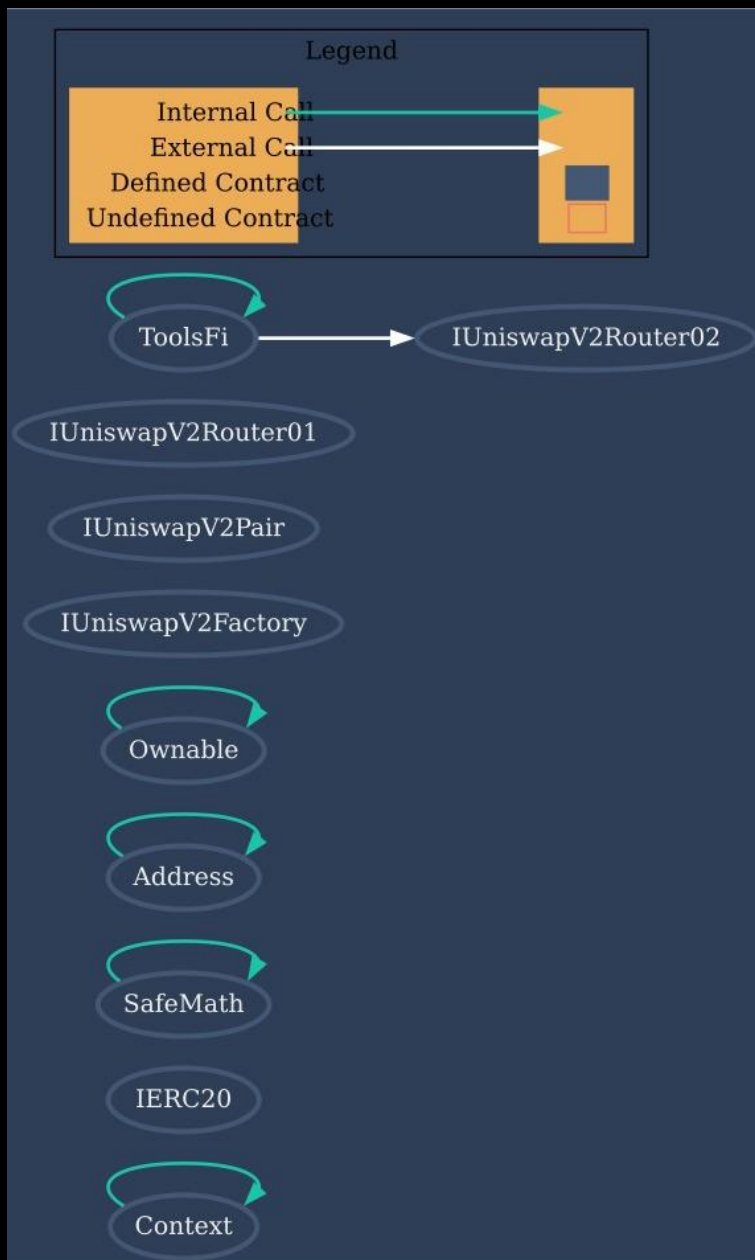 Legend
Internal Call
External Call
Defined Contract
Undefined Contract
ToolsFi
IUniswapV2Router02
IUniswapV2Router01
IUniswapV2Pair
IUniswapV2Factory
Ownable
Address
SafeMath
IERC20
Context